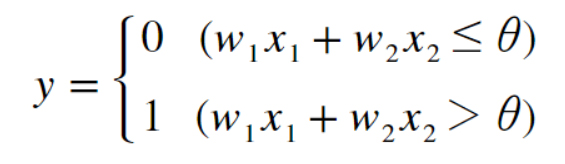 y = { 0 (w₁x₁ + w₂x₂ ≤ θ)
1 (w₁x₁ + w₂x₂ > θ)